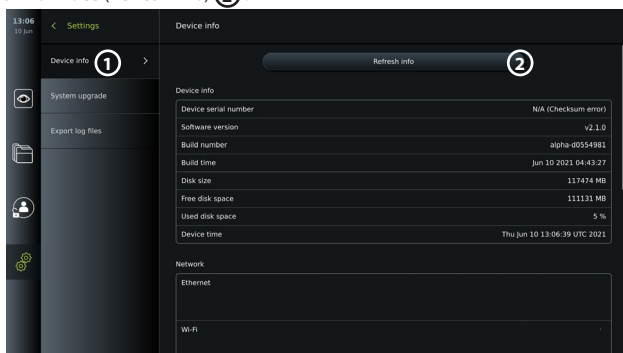 13:06
10 Jun
Settings
Device info
Device info 1
Refresh info 2
System upgrade
Export log files
Device info
Device serial number N/A (Checksum error)
Software version v2.1.0
Build number alpha-d0554981
Build time Jun 10 2021 04:43:27
Disk size 117474 MB
Free disk space 111131 MB
Used disk space 5 %
Device time Thu Jun 10 13:06:39 UTC 2021
Network
Ethernet
Wi-Fi